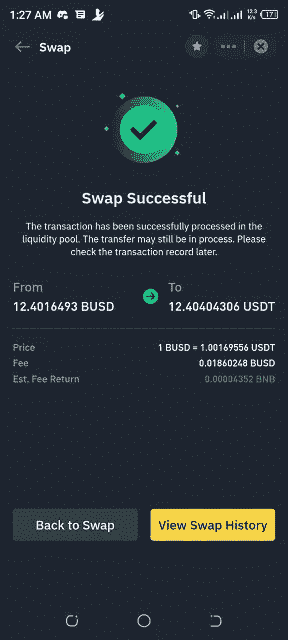 1:27 AM
12.3
K/s
17
Swap
Swap Successful
The transaction has been successfully processed in the
liquidity pool. The transfer may still be in process. Please
check the transaction record later.
From To
12.4016493 BUSD 12.40404306 USDT
Price 1 BUSD = 1.00169556 USDT
Fee 0.01860248 BUSD
Est. Fee Return 0.00004352 BNB
Back to Swap View Swap History